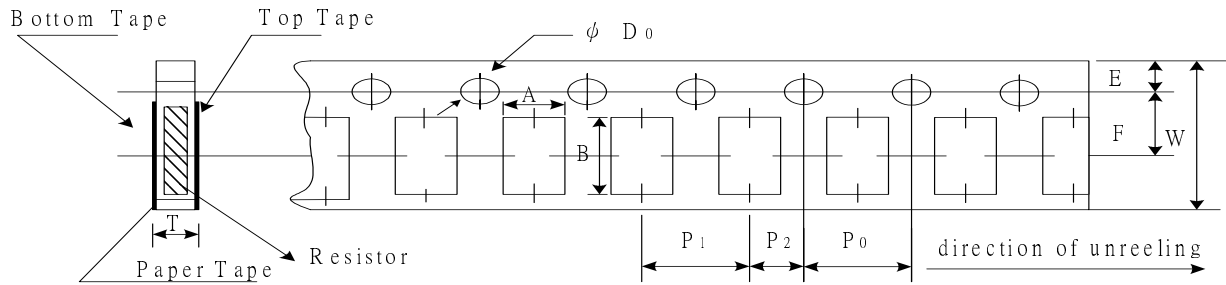 Bottom Tape
Top Tape
ϕ D0
A
B
E
F
W
T
P1
P2
P0
Resistor
Paper Tape
direction of unreeling